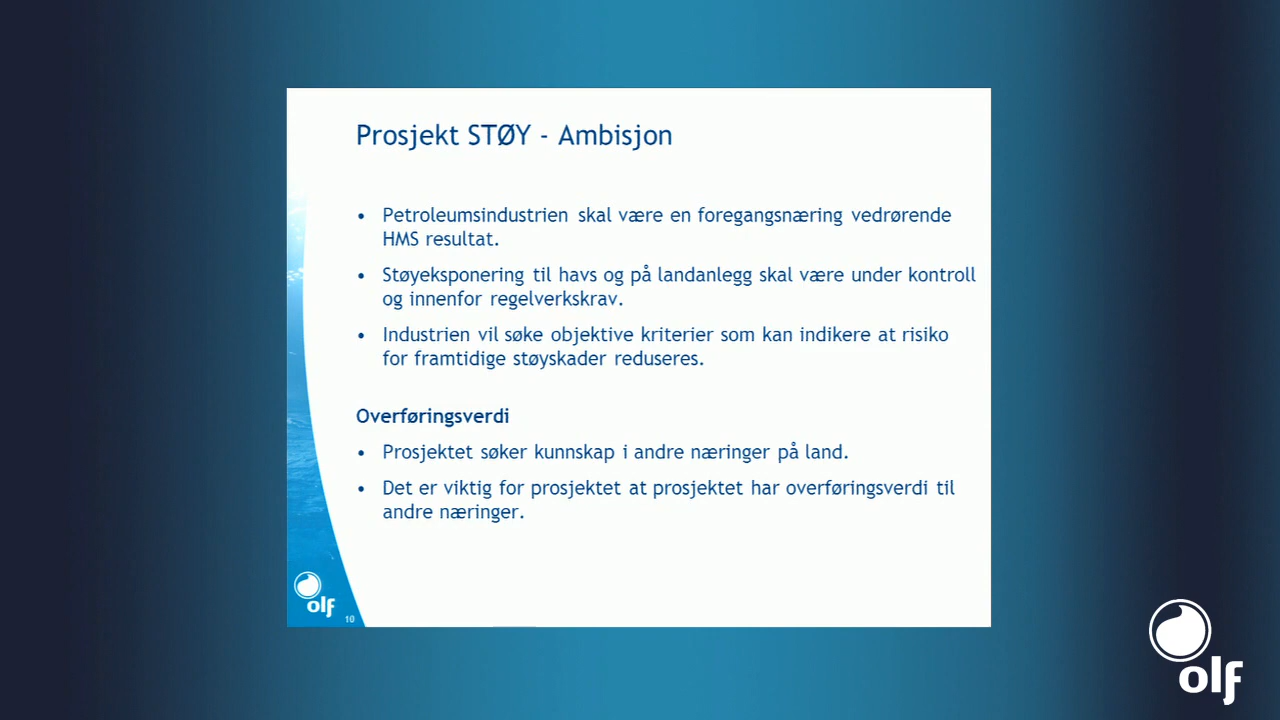 Prosjekt STØY - Ambisjon
• Petroleumsindustrien skal være en foregangsnæring vedrørende
HMS resultat.
• Støyeksponering til havs og på landanlegg skal være under kontroll
og innenfor regelverkskrav.
• Industrien vil søke objektive kriterier som kan indikere at risiko
for framtidige støyskader reduseres.
Overføringsverdi
• Prosjektet søker kunnskap i andre næringer på land.
• Det er viktig for prosjektet at prosjektet har overføringsverdi til
andre næringer.
olf
10
olf